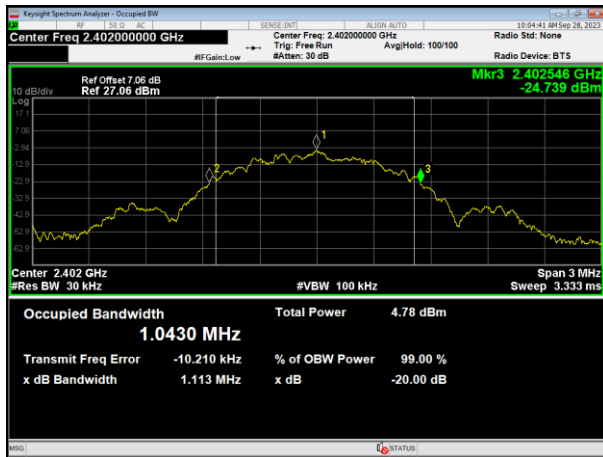 Keysight Spectrum Analyzer - Occupied BW
RF 50 Ω AC SENSE:INT ALIGN AUTO 10:04:41 AM Sep 28, 2023
Center Freq 2.402000000 GHz Center Freq: 2.402000000 GHz Radio Std: None
Trig: Free Run Avg|Hold: 100/100
#IFGain:Low #Atten: 30 dB Radio Device: BTS
Ref Offset 7.06 dB Mkr3 2.402546 GHz
10 dB/div Ref 27.06 dBm -24.739 dBm
Log
17.1
7.06
-2.94
1
-12.9
2 3
-22.9
-32.9
-42.9
-52.9
-62.9
Center 2.402 GHz Span 3 MHz
#Res BW 30 kHz #VBW 100 kHz Sweep 3.333 ms
Occupied Bandwidth Total Power 4.78 dBm
1.0430 MHz
Transmit Freq Error -10.210 kHz % of OBW Power 99.00 %
x dB Bandwidth 1.113 MHz x dB -20.00 dB
MSG STATUS